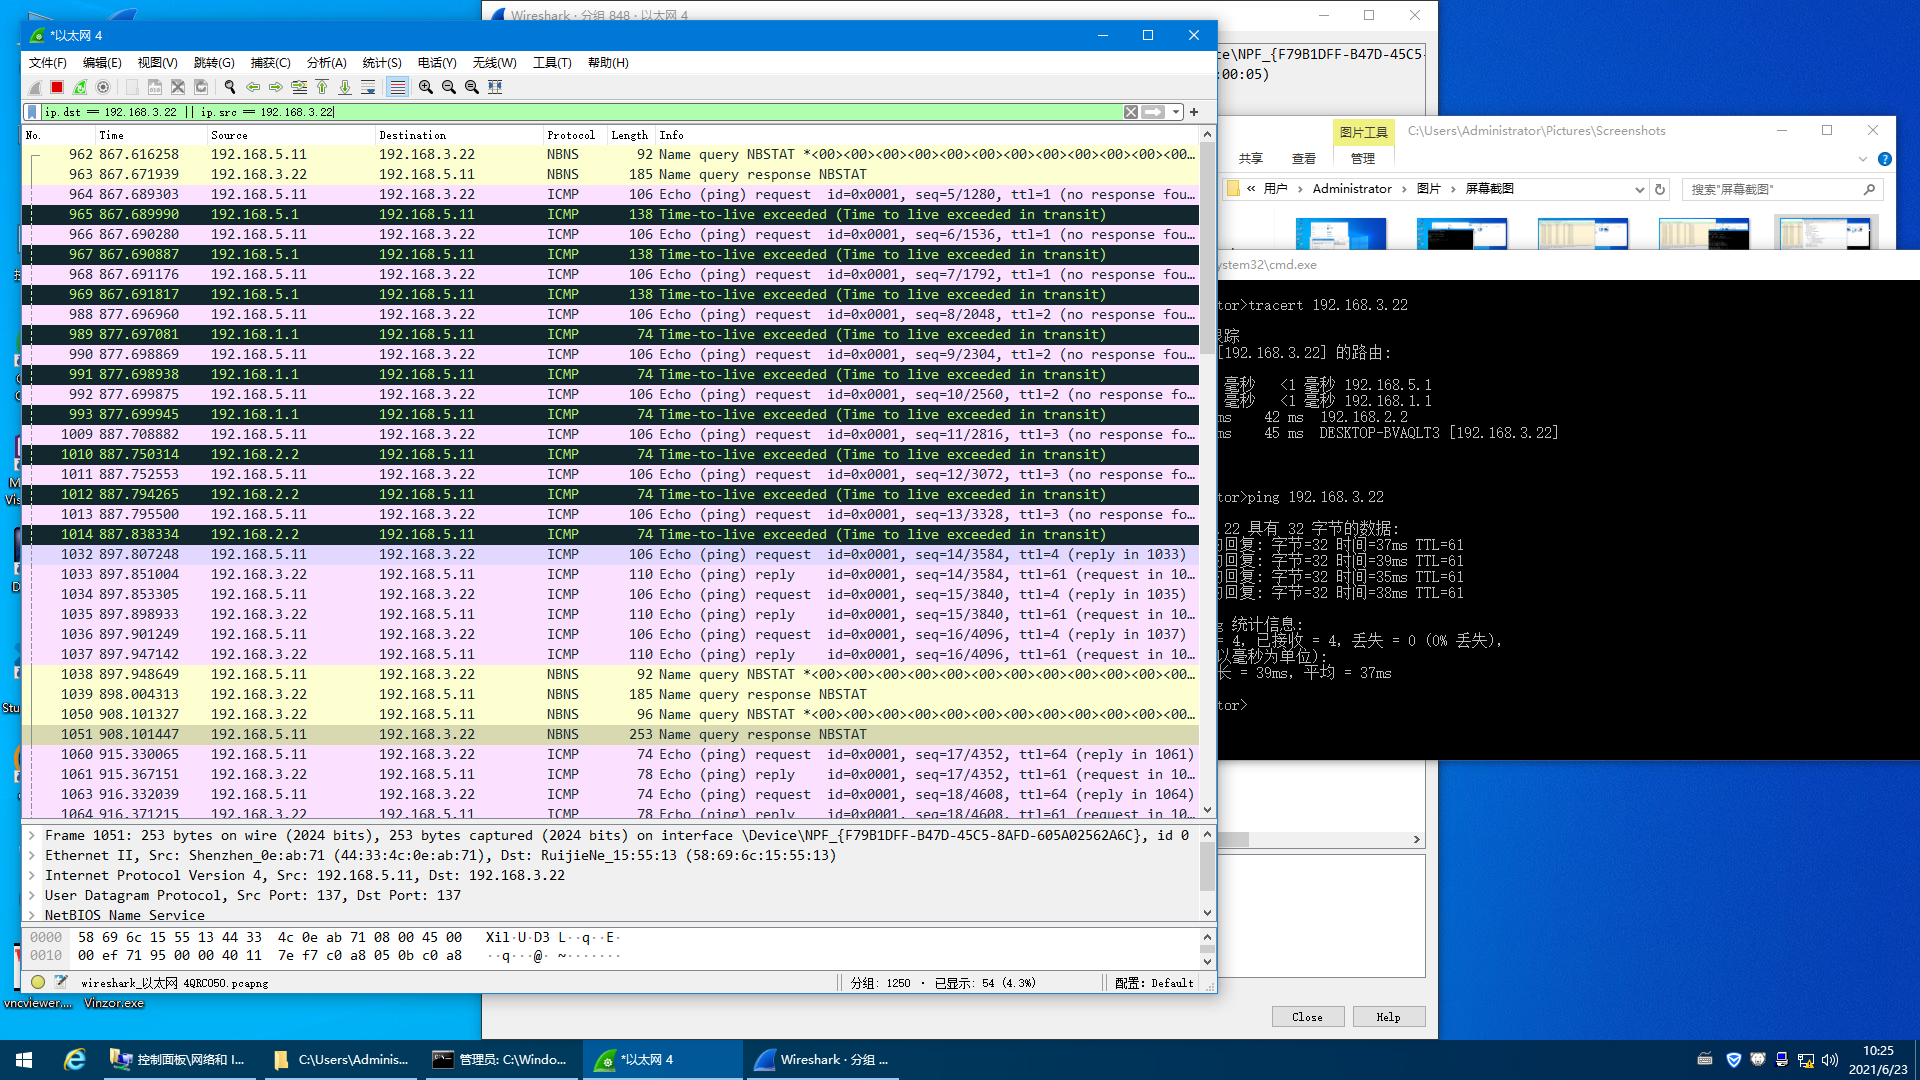 Wireshark · 分组 848 · 以太网 4
*以太网 4
文件(F) 编辑(E) 视图(V) 跳转(G) 捕获(C) 分析(A) 统计(S) 电话(Y) 无线(W) 工具(T) 帮助(H)
ip.dst == 192.168.3.22 || ip.src == 192.168.3.22
No. Time Source Destination Protocol Length Info
962 867.616258 192.168.5.11 192.168.3.22 NBNS 92 Name query NBSTAT *<00><00><00><00><00><00><00><00><00><00><00><00…
963 867.671939 192.168.3.22 192.168.5.11 NBNS 185 Name query response NBSTAT
964 867.689303 192.168.5.11 192.168.3.22 ICMP 106 Echo (ping) request id=0x0001, seq=5/1280, ttl=1 (no response fou…
965 867.689990 192.168.5.1 192.168.5.11 ICMP 138 Time-to-live exceeded (Time to live exceeded in transit)
966 867.690280 192.168.5.11 192.168.3.22 ICMP 106 Echo (ping) request id=0x0001, seq=6/1536, ttl=1 (no response fou…
967 867.690887 192.168.5.1 192.168.5.11 ICMP 138 Time-to-live exceeded (Time to live exceeded in transit)
968 867.691176 192.168.5.11 192.168.3.22 ICMP 106 Echo (ping) request id=0x0001, seq=7/1792, ttl=1 (no response fou…
969 867.691817 192.168.5.1 192.168.5.11 ICMP 138 Time-to-live exceeded (Time to live exceeded in transit)
988 877.696960 192.168.5.11 192.168.3.22 ICMP 106 Echo (ping) request id=0x0001, seq=8/2048, ttl=2 (no response fou…
989 877.697081 192.168.1.1 192.168.5.11 ICMP 74 Time-to-live exceeded (Time to live exceeded in transit)
990 877.698869 192.168.5.11 192.168.3.22 ICMP 106 Echo (ping) request id=0x0001, seq=9/2304, ttl=2 (no response fou…
991 877.698938 192.168.1.1 192.168.5.11 ICMP 74 Time-to-live exceeded (Time to live exceeded in transit)
992 877.699875 192.168.5.11 192.168.3.22 ICMP 106 Echo (ping) request id=0x0001, seq=10/2560, ttl=2 (no response fo…
993 877.699945 192.168.1.1 192.168.5.11 ICMP 74 Time-to-live exceeded (Time to live exceeded in transit)
1009 887.708882 192.168.5.11 192.168.3.22 ICMP 106 Echo (ping) request id=0x0001, seq=11/2816, ttl=3 (no response fo…
1010 887.750314 192.168.2.2 192.168.5.11 ICMP 74 Time-to-live exceeded (Time to live exceeded in transit)
1011 887.752553 192.168.5.11 192.168.3.22 ICMP 106 Echo (ping) request id=0x0001, seq=12/3072, ttl=3 (no response fo…
1012 887.794265 192.168.2.2 192.168.5.11 ICMP 74 Time-to-live exceeded (Time to live exceeded in transit)
1013 887.795500 192.168.5.11 192.168.3.22 ICMP 106 Echo (ping) request id=0x0001, seq=13/3328, ttl=3 (no response fo…
1014 887.838334 192.168.2.2 192.168.5.11 ICMP 74 Time-to-live exceeded (Time to live exceeded in transit)
1032 897.807248 192.168.5.11 192.168.3.22 ICMP 106 Echo (ping) request id=0x0001, seq=14/3584, ttl=4 (reply in 1033)
1033 897.851004 192.168.3.22 192.168.5.11 ICMP 110 Echo (ping) reply id=0x0001, seq=14/3584, ttl=61 (request in 10…
1034 897.853305 192.168.5.11 192.168.3.22 ICMP 106 Echo (ping) request id=0x0001, seq=15/3840, ttl=4 (reply in 1035)
1035 897.898933 192.168.3.22 192.168.5.11 ICMP 110 Echo (ping) reply id=0x0001, seq=15/3840, ttl=61 (request in 10…
1036 897.901249 192.168.5.11 192.168.3.22 ICMP 106 Echo (ping) request id=0x0001, seq=16/4096, ttl=4 (reply in 1037)
1037 897.947142 192.168.3.22 192.168.5.11 ICMP 110 Echo (ping) reply id=0x0001, seq=16/4096, ttl=61 (request in 10…
1038 897.948649 192.168.5.11 192.168.3.22 NBNS 92 Name query NBSTAT *<00><00><00><00><00><00><00><00><00><00><00><00…
1039 898.004313 192.168.3.22 192.168.5.11 NBNS 185 Name query response NBSTAT
1050 908.101327 192.168.3.22 192.168.5.11 NBNS 96 Name query NBSTAT *<00><00><00><00><00><00><00><00><00><00><00><00…
1051 908.101447 192.168.5.11 192.168.3.22 NBNS 253 Name query response NBSTAT
1060 915.330065 192.168.5.11 192.168.3.22 ICMP 74 Echo (ping) request id=0x0001, seq=17/4352, ttl=64 (reply in 1061)
1061 915.367151 192.168.3.22 192.168.5.11 ICMP 78 Echo (ping) reply id=0x0001, seq=17/4352, ttl=61 (request in 10…
1063 916.332039 192.168.5.11 192.168.3.22 ICMP 74 Echo (ping) request id=0x0001, seq=18/4608, ttl=64 (reply in 1064)
1064 916.371215 192.168.3.22 192.168.5.11 ICMP 78 Echo (ping) reply id=0x0001, seq=18/4608, ttl=61 (request in 10…
Frame 1051: 253 bytes on wire (2024 bits), 253 bytes captured (2024 bits) on interface \Device\NPF_{F79B1DFF-B47D-45C5-8AFD-605A02562A6C}, id 0
Ethernet II, Src: Shenzhen_0e:ab:71 (44:33:4c:0e:ab:71), Dst: RuijieNe_15:55:13 (58:69:6c:15:55:13)
Internet Protocol Version 4, Src: 192.168.5.11, Dst: 192.168.3.22
User Datagram Protocol, Src Port: 137, Dst Port: 137
NetBIOS Name Service
0000 58 69 6c 15 55 13 44 33 4c 0e ab 71 08 00 45 00 Xil·U·D3 L··q··E·
0010 00 ef 71 95 00 00 40 11 7e f7 c0 a8 05 0b c0 a8 ··q···@· ~·······
wireshark_以太网 4QRC050.pcapng 分组: 1250 · 已显示: 54 (4.3%) 配置: Default
ce\NPF_{F79B1DFF-B47D-45C5-
:00:05)
图片工具 C:\Users\Administrator\Pictures\Screenshots
共享 查看 管理
« 用户 › Administrator › 图片 › 屏幕截图 搜索"屏幕截图"
ystem32\cmd.exe
tor>tracert 192.168.3.22
跟踪
[192.168.3.22] 的路由:
毫秒 <1 毫秒 192.168.5.1
毫秒 <1 毫秒 192.168.1.1
ms 42 ms 192.168.2.2
ms 45 ms DESKTOP-BVAQLT3 [192.168.3.22]
tor>ping 192.168.3.22
.22 具有 32 字节的数据:
的回复: 字节=32 时间=37ms TTL=61
的回复: 字节=32 时间=39ms TTL=61
的回复: 字节=32 时间=35ms TTL=61
的回复: 字节=32 时间=38ms TTL=61
g 统计信息:
= 4, 已接收 = 4, 丢失 = 0 (0% 丢失),
以毫秒为单位):
长 = 39ms, 平均 = 37ms
tor>
Close Help
vncviewer.... Vinzor.exe
控制面板\网络和 I... C:\Users\Adminis... 管理员: C:\Windo... *以太网 4 Wireshark · 分组 ...
10:25
2021/6/23